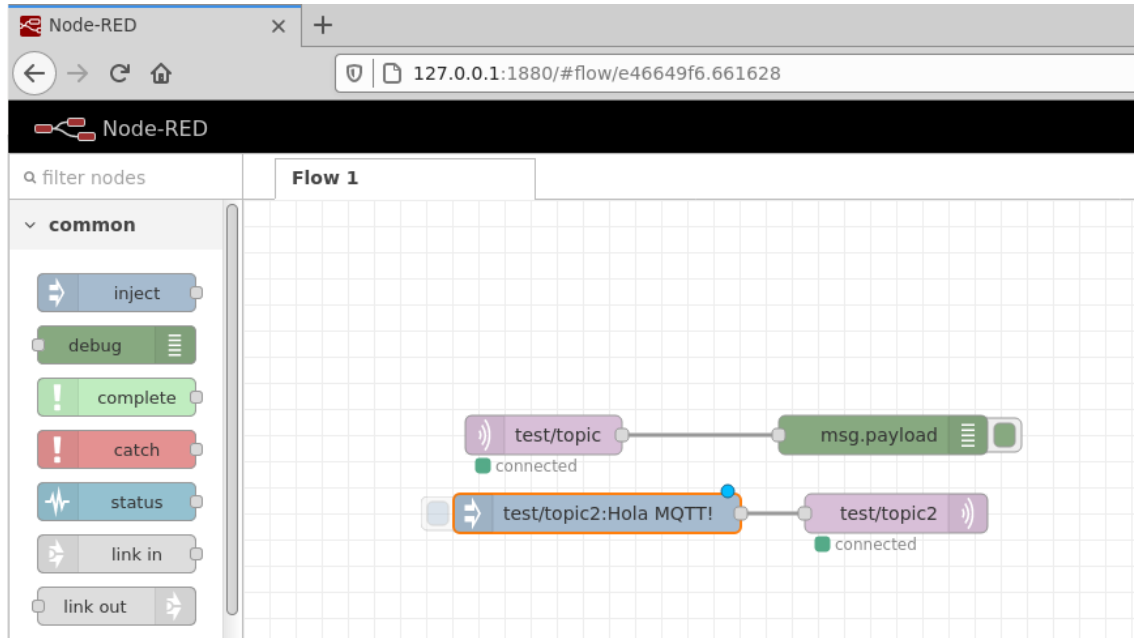 Node-RED
127.0.0.1:1880/#flow/e46649f6.661628
Node-RED
filter nodes
Flow 1
common
inject
debug
complete
catch
status
link in
link out
test/topic
msg.payload
connected
test/topic2:Hola MQTT!
test/topic2
connected